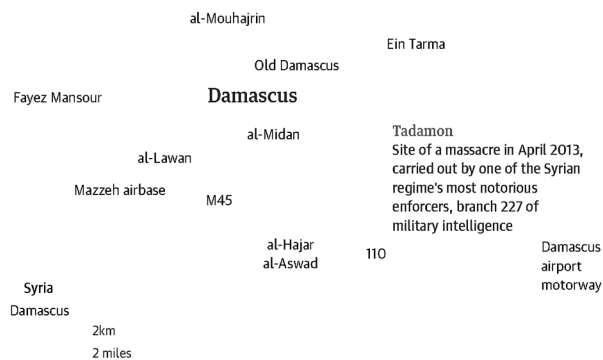 al-Mouhajrin
Ein Tarma
Old Damascus
Fayez Mansour
Damascus
Tadamon
Site of a massacre in April 2013,
carried out by one of the Syrian
regime's most notorious
enforcers, branch 227 of
military intelligence
al-Midan
al-Lawan
Mazzeh airbase
M45
al-Hajar
al-Aswad
110
Damascus
airport
motorway
Syria
Damascus
2km
2 miles